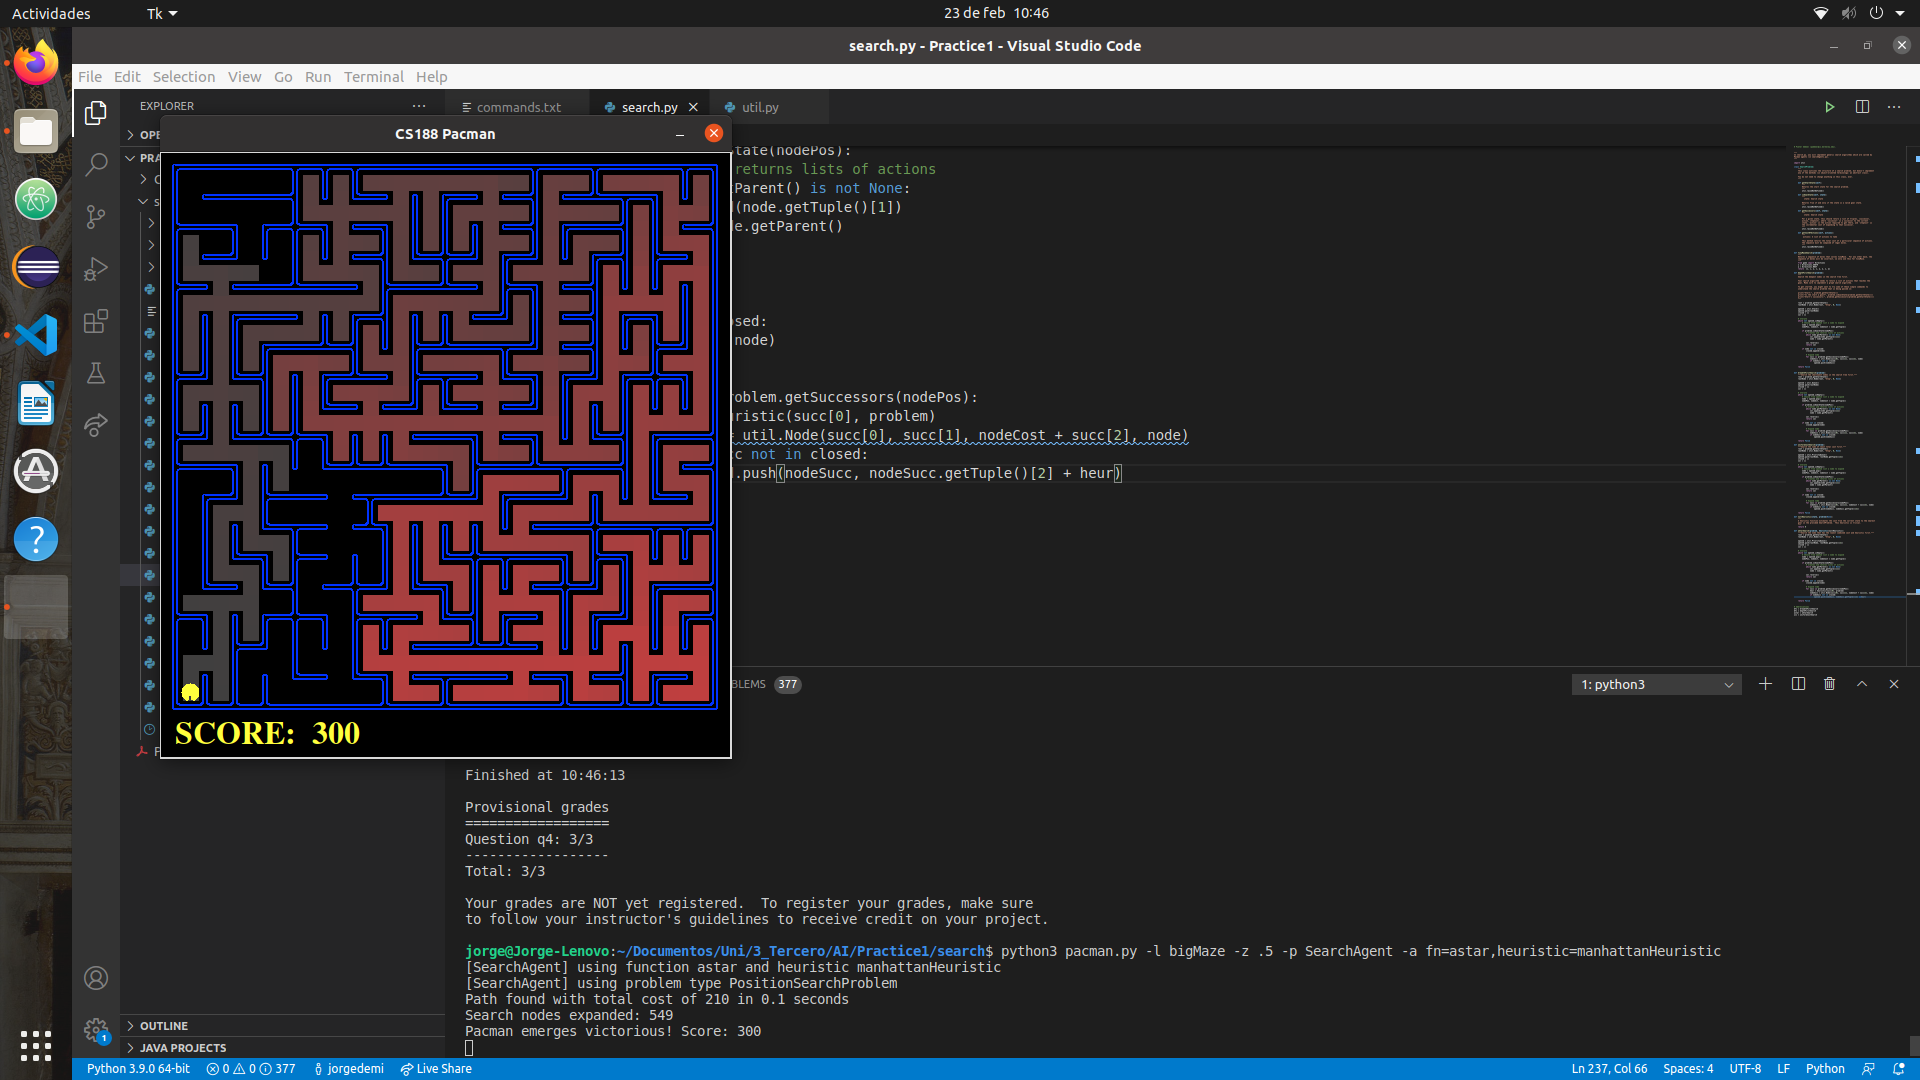 Actividades
Tk
23 de feb 10:46
search.py - Practice1 - Visual Studio Code
File Edit Selection View Go Run Terminal Help
EXPLORER
commands.txt
search.py
util.py
OPE
PRA
CS188 Pacman
SCORE: 300
tate(nodePos):
returns lists of actions
Parent() is not None:
(node.getTuple()[1])
e.getParent()
sed:
node)
oblem.getSuccessors(nodePos):
ristic(succ[0], problem)
= util.Node(succ[0], succ[1], nodeCost + succ[2], node)
c not in closed:
.push(nodeSucc, nodeSucc.getTuple()[2] + heur)
BLEMS 377
1: python3
Finished at 10:46:13
Provisional grades
==================
Question q4: 3/3
------------------
Total: 3/3
Your grades are NOT yet registered. To register your grades, make sure
to follow your instructor's guidelines to receive credit on your project.
jorge@Jorge-Lenovo:~/Documentos/Uni/3_Tercero/AI/Practice1/search$ python3 pacman.py -l bigMaze -z .5 -p SearchAgent -a fn=astar,heuristic=manhattanHeuristic
[SearchAgent] using function astar and heuristic manhattanHeuristic
[SearchAgent] using problem type PositionSearchProblem
Path found with total cost of 210 in 0.1 seconds
Search nodes expanded: 549
Pacman emerges victorious! Score: 300
OUTLINE
JAVA PROJECTS
1
Python 3.9.0 64-bit 0 0 377 jorgedemi Live Share
Ln 237, Col 66 Spaces: 4 UTF-8 LF Python